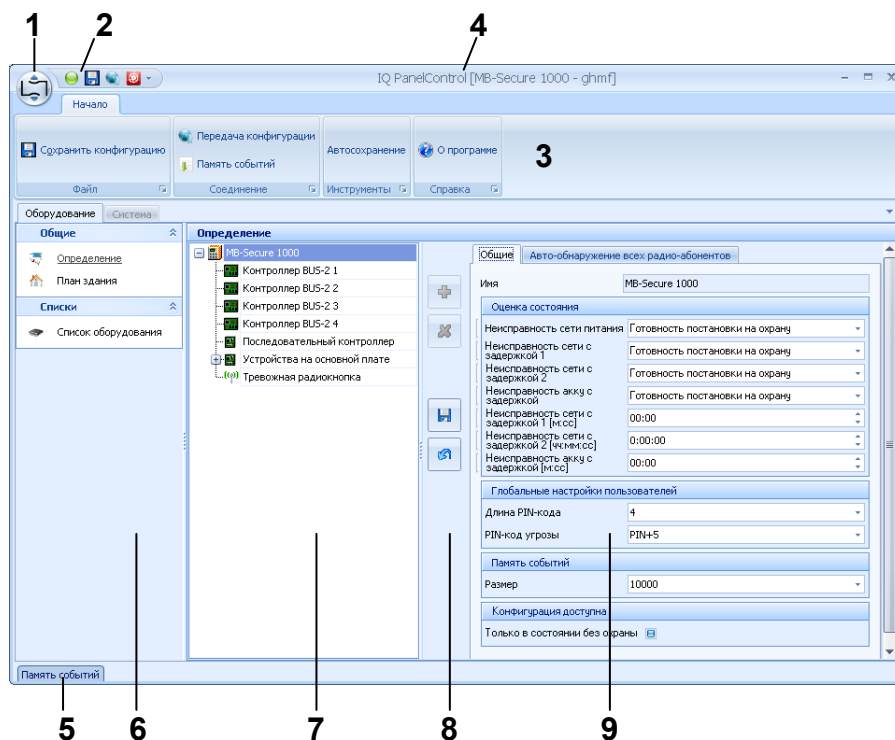 1 2 4
IQ PanelControl [MB-Secure 1000 - ghmf]
Начало
Сохранить конфигурацию
Файл
Передача конфигурации
Память событий
Соединение
Автосохранение
Инструменты
О программе
Справка
3
Оборудование Система
Общие
Определение
План здания
Списки
Список оборудования
Определение
MB-Secure 1000
Контроллер BUS-2 1
Контроллер BUS-2 2
Контроллер BUS-2 3
Контроллер BUS-2 4
Последовательный контроллер
Устройства на основной плате
Тревожная радиокнопка
Общие Авто-обнаружение всех радио-абонентов
Имя MB-Secure 1000
Оценка состояния
Неисправность сети питания Готовность постановки на охрану
Неисправность сети с
задержкой 1 Готовность постановки на охрану
Неисправность сети с
задержкой 2 Готовность постановки на охрану
Неисправность акку с
задержкой Готовность постановки на охрану
Неисправность сети с
задержкой 1 [м:сс] 00:00
Неисправность сети с
задержкой 2 [чч:мм:сс] 0:00:00
Неисправность акку с
задержкой [м:сс] 00:00
Глобальные настройки пользователей
Длина PIN-кода 4
PIN-код угрозы PIN+5
Память событий
Размер 10000
Конфигурация доступна
Только в состоянии без охраны
Память событий
5 6 7 8 9